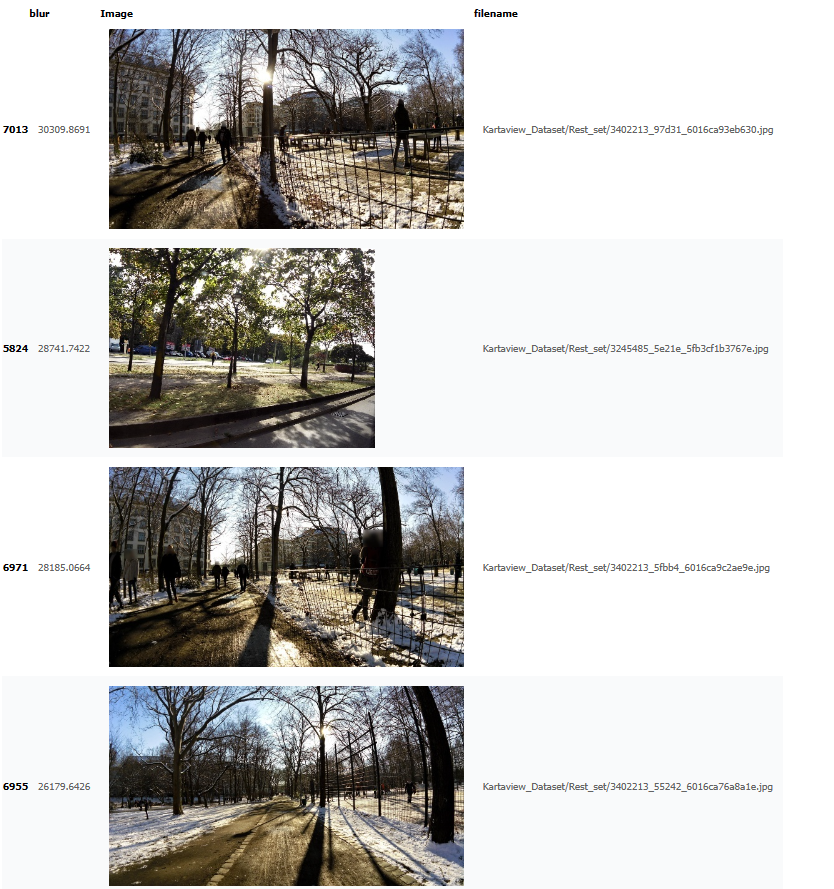 blur Image filename
7013 30309.8691 Kartaview_Dataset/Rest_set/3402213_97d31_6016ca93eb630.jpg
5824 28741.7422 Kartaview_Dataset/Rest_set/3245485_5e21e_5fb3cf1b3767e.jpg
6971 28185.0664 Kartaview_Dataset/Rest_set/3402213_5fbb4_6016ca9c2ae9e.jpg
6955 26179.6426 Kartaview_Dataset/Rest_set/3402213_55242_6016ca76a8a1e.jpg